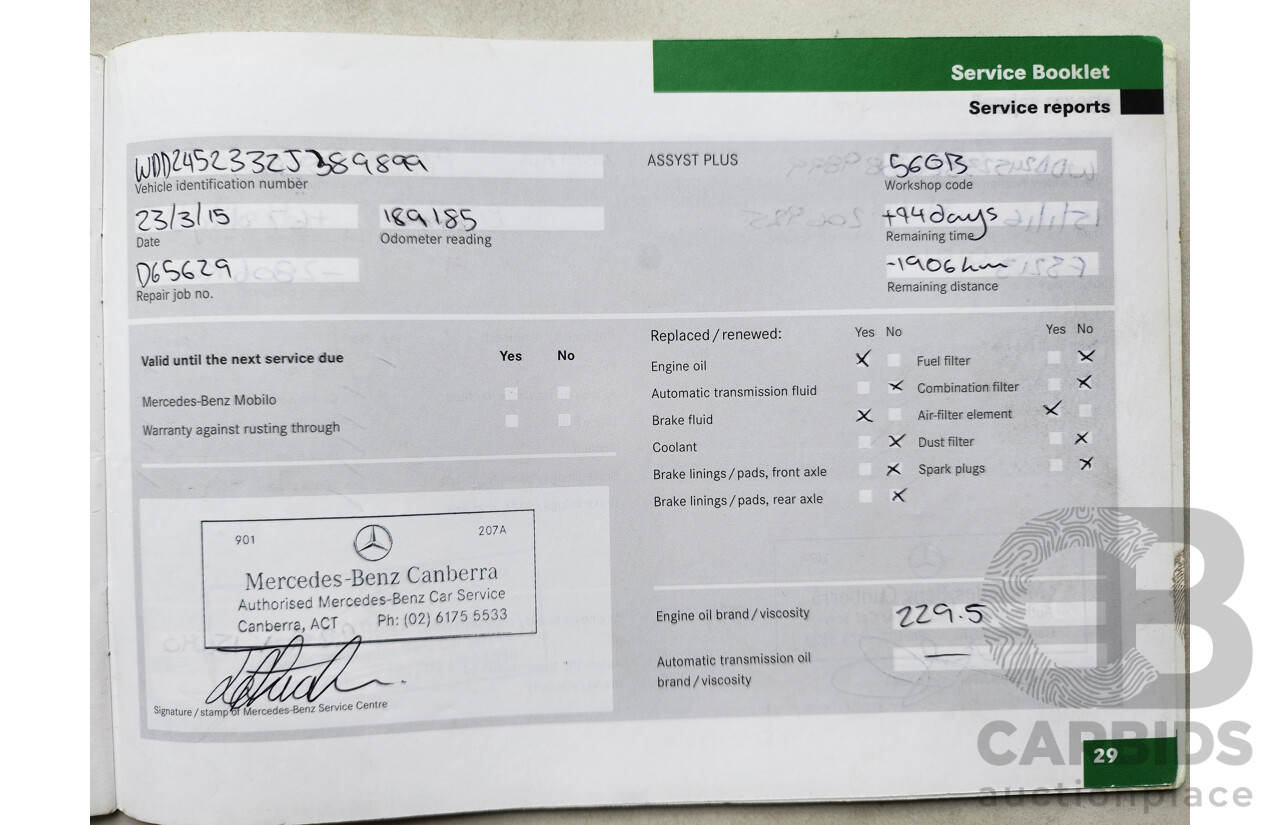 Service Booklet
Service reports
WDD2452332J389899
Vehicle identification number
ASSYST PLUS
56GB
Workshop code
23/3/15
Date
189185
Odometer reading
+94 days
Remaining time
D65629
Repair job no.
-1906 km
Remaining distance
Valid until the next service due Yes No
Mercedes-Benz Mobilo
Warranty against rusting through
Replaced / renewed: Yes No Yes No
Engine oil X Fuel filter X
Automatic transmission fluid X Combination filter X
Brake fluid X Air-filter element X
Coolant X Dust filter X
Brake linings / pads, front axle X Spark plugs X
Brake linings / pads, rear axle X
901 207A
Mercedes-Benz Canberra
Authorised Mercedes-Benz Car Service
Canberra, ACT Ph: (02) 6175 5533
Signature / stamp of Mercedes-Benz Service Centre
Engine oil brand / viscosity 229.5
Automatic transmission oil
brand / viscosity —
29
CARBIDS
auctionplace